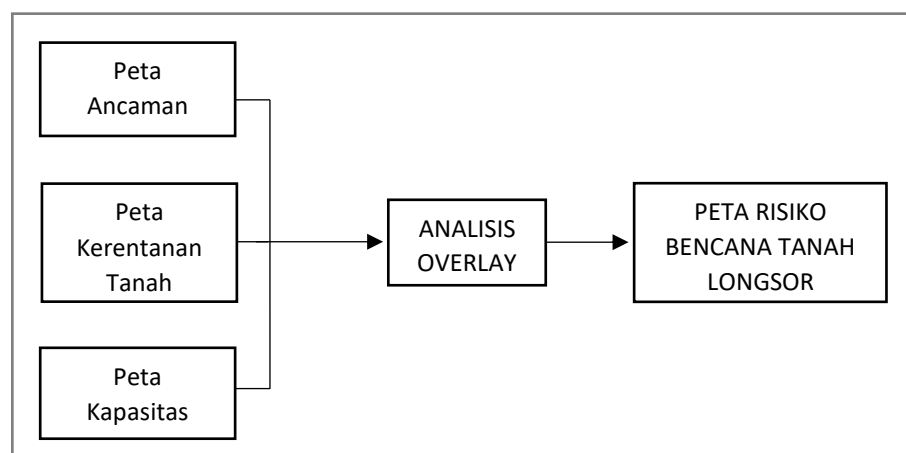 Peta
Ancaman
Peta
Kerentanan
Tanah
Peta
Kapasitas
ANALISIS
OVERLAY
PETA RISIKO
BENCANA TANAH
LONGSOR